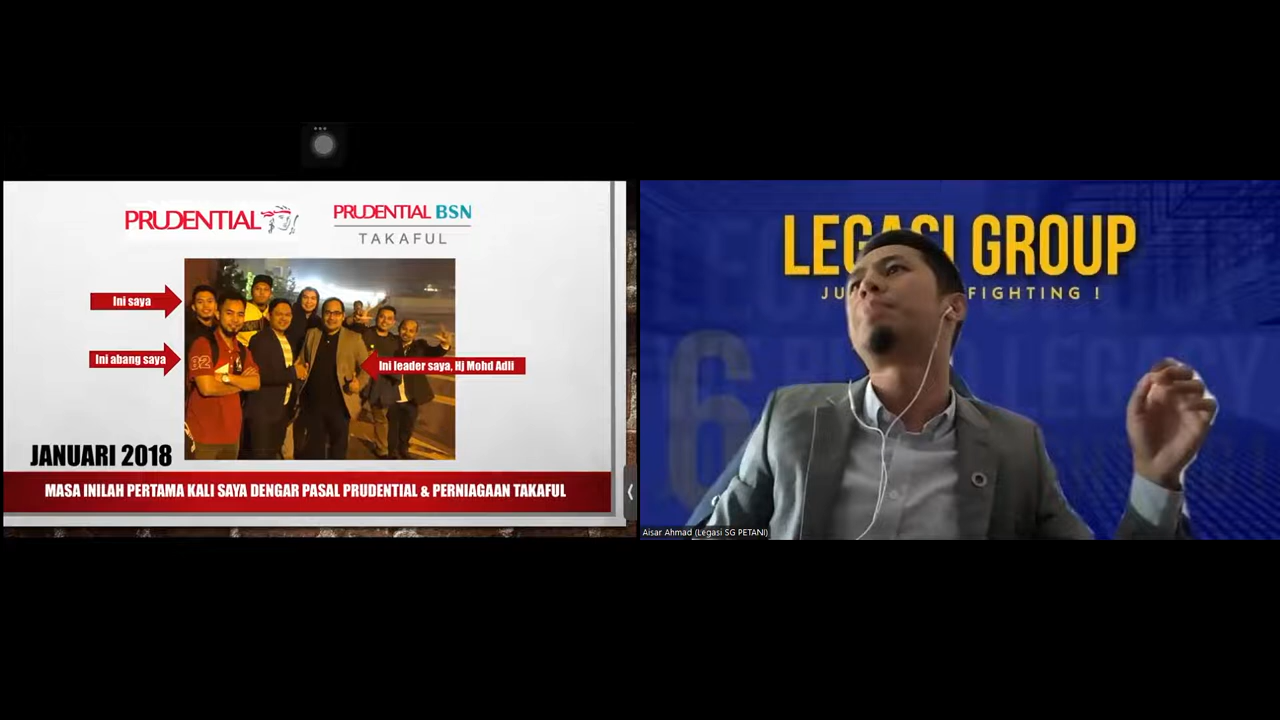 PRUDENTIAL
PRUDENTIAL BSN
TAKAFUL
Ini saya
Ini abang saya
Ini leader saya, Hj Mohd Adli
JANUARI 2018
MASA INILAH PERTAMA KALI SAYA DENGAR PASAL PRUDENTIAL & PERNIAGAAN TAKAFUL
LEGASI GROUP
FIGHTING !
6
Aisar Ahmad (Legasi SG PETANI)